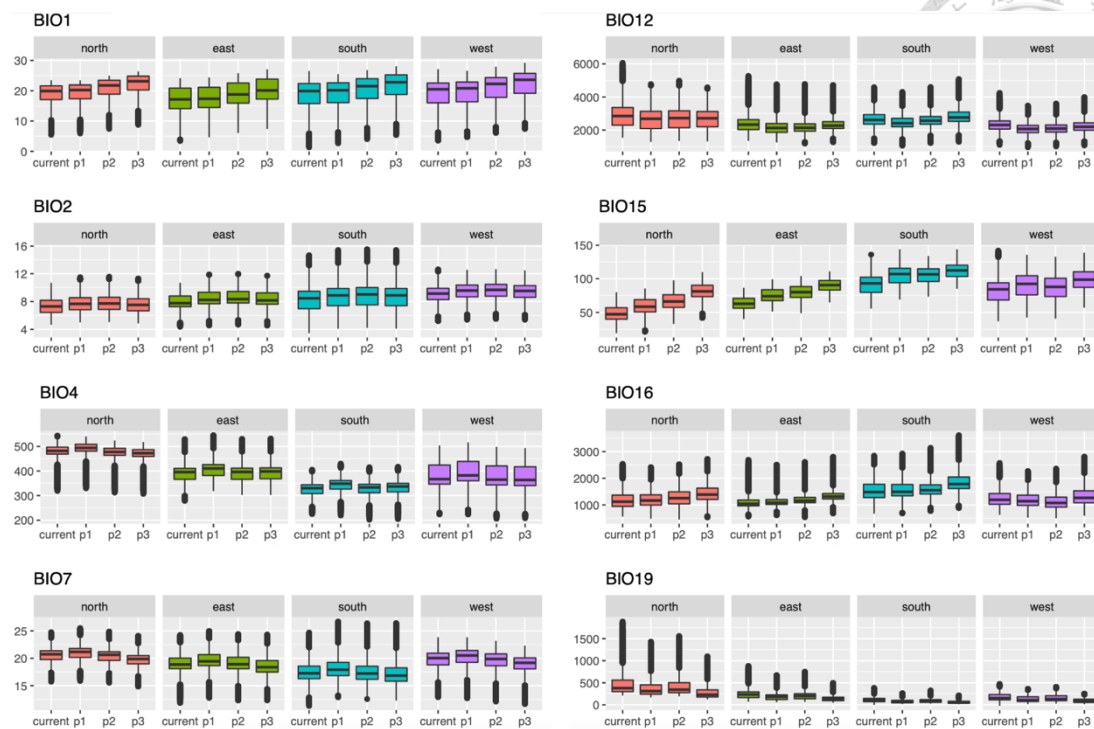 BIO1
north east south west
30
20
10
0
current p1 p2 p3 current p1 p2 p3 current p1 p2 p3 current p1 p2 p3
BIO2
north east south west
16
12
8
4
current p1 p2 p3 current p1 p2 p3 current p1 p2 p3 current p1 p2 p3
BIO4
north east south west
500
400
300
200
current p1 p2 p3 current p1 p2 p3 current p1 p2 p3 current p1 p2 p3
BIO7
north east south west
25
20
15
current p1 p2 p3 current p1 p2 p3 current p1 p2 p3 current p1 p2 p3
BIO12
north east south west
6000
4000
2000
current p1 p2 p3 current p1 p2 p3 current p1 p2 p3 current p1 p2 p3
BIO15
north east south west
150
100
50
current p1 p2 p3 current p1 p2 p3 current p1 p2 p3 current p1 p2 p3
BIO16
north east south west
3000
2000
1000
current p1 p2 p3 current p1 p2 p3 current p1 p2 p3 current p1 p2 p3
BIO19
north east south west
1500
1000
500
0
current p1 p2 p3 current p1 p2 p3 current p1 p2 p3 current p1 p2 p3